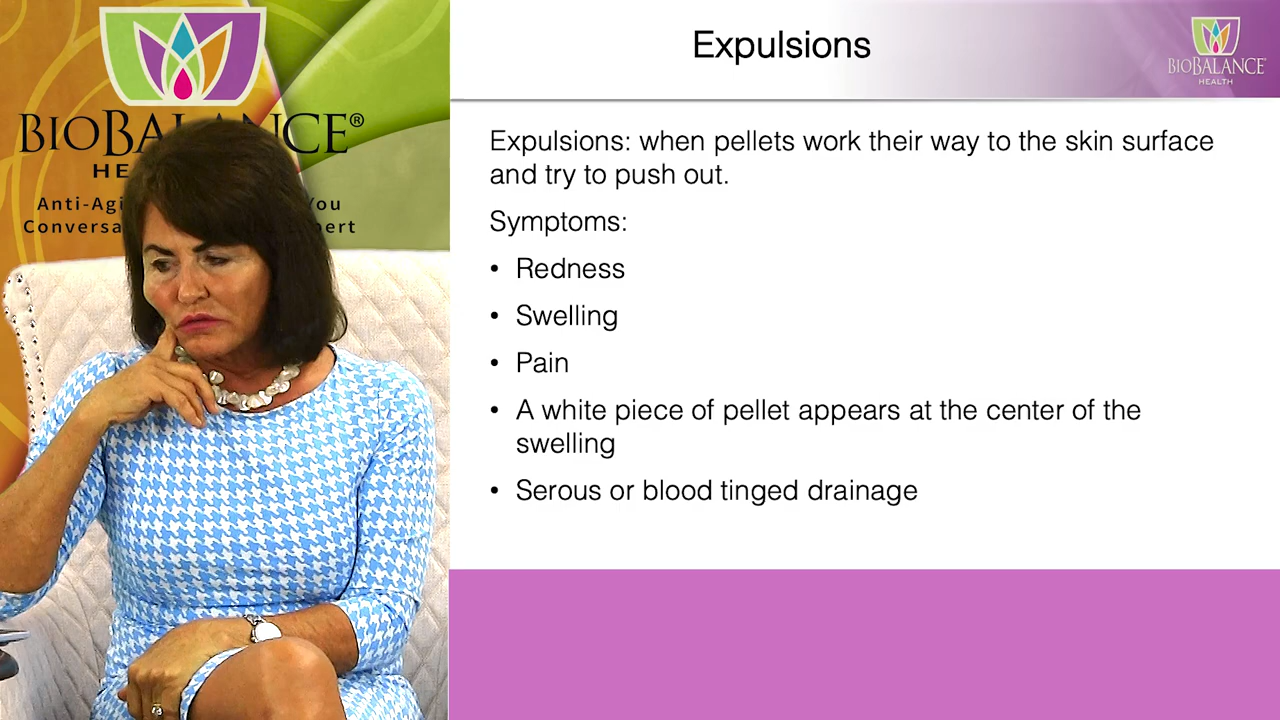 BIOBALANCE®
HE
Anti-Agi You
Conversa
Expulsions
BIOBALANCE®
HEALTH
Expulsions: when pellets work their way to the skin surface
and try to push out.
Symptoms:
• Redness
• Swelling
• Pain
• A white piece of pellet appears at the center of the
swelling
• Serous or blood tinged drainage